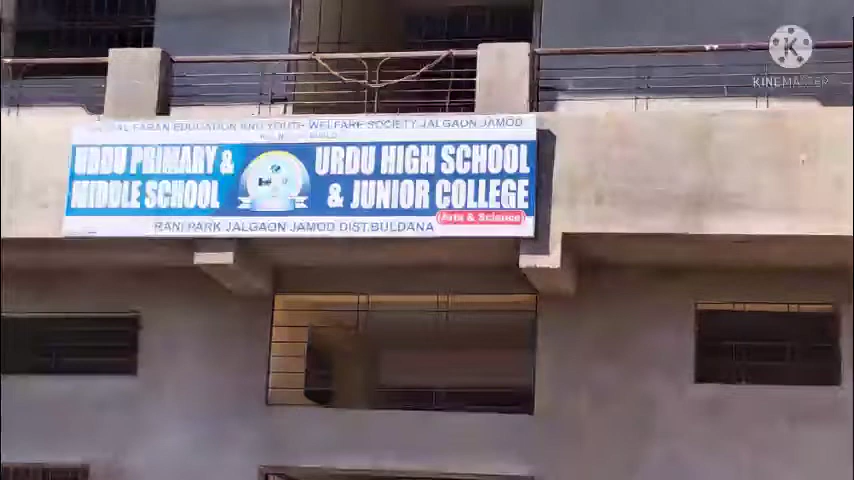 KINEMASTER
FARAN EDUCATION AND YOUTH WELFARE SOCIETY JALGAON JAMOD
URDU PRIMARY &
MIDDLE SCHOOL
URDU HIGH SCHOOL
& JUNIOR COLLEGE
Arts & Science
RANI PARK JALGAON JAMOD DIST.BULDANA